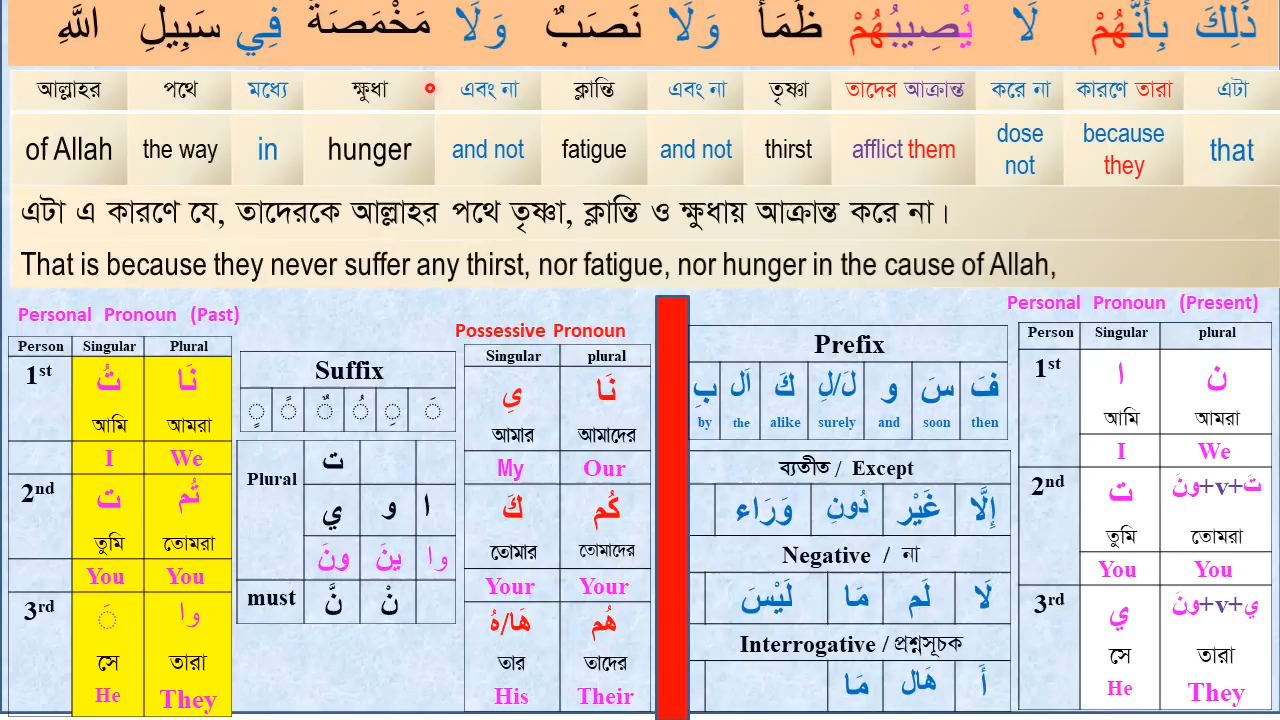 ذَٰلِكَ بِأَنَّهُمْ لَا يُصِيبُهُمْ ظَمَأٌ وَلَا نَصَبٌ وَلَا مَخْمَصَةٌ فِي سَبِيلِ اللَّهِ
আল্লাহর পথে মধ্যে ক্ষুধা এবং না ক্লান্তি এবং না তৃষ্ণা তাদের আক্রান্ত করে না কারণে তারা এটা
of Allah the way in hunger and not fatigue and not thirst afflict them dose not because they that
এটা এ কারণে যে, তাদেরকে আল্লাহর পথে তৃষ্ণা, ক্লান্তি ও ক্ষুধায় আক্রান্ত করে না।
That is because they never suffer any thirst, nor fatigue, nor hunger in the cause of Allah,
Personal Pronoun (Past)
Person Singular Plural
1st تُ نَا
আমি আমরা
I We
2nd ت تُم
তুমি তোমরা
You You
3rd َ وا
সে তারা
He They
Suffix
ٍ ً ٌ ُ ِ َ
Plural ت
ي و ا
ونَ ينَ وا
must نَّ نْ
Possessive Pronoun
Singular plural
يِ نَا
আমার আমাদের
My Our
كَ كُم
তোমার তোমাদের
Your Your
هَا/هُ هُم
তার তাদের
His Their
Prefix
بِ اَل كَ لَ/لِ و سَ فَ
by the alike surely and soon then
ব্যতীত / Except
وَرَاء دُونِ غَيْر إِلَّا
Negative / না
لَيْسَ مَا لَم لَا
Interrogative / প্রশ্নসূচক
مَا هَال أَ
Personal Pronoun (Present)
Person Singular plural
1st ا ن
আমি আমরা
I We
2nd ت تَ+v+ونَ
তুমি তোমরা
You You
3rd ي ي+v+ونَ
সে তারা
He They